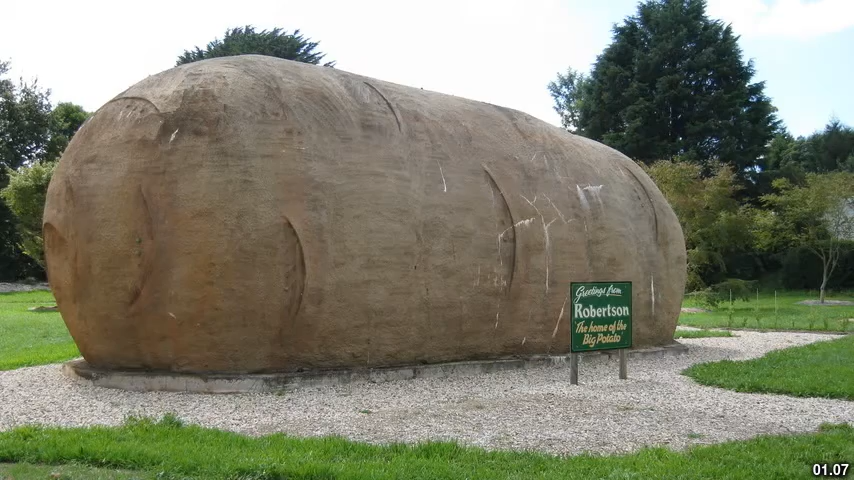 Greetings from
Robertson
The home of the
Big Potato
01.07